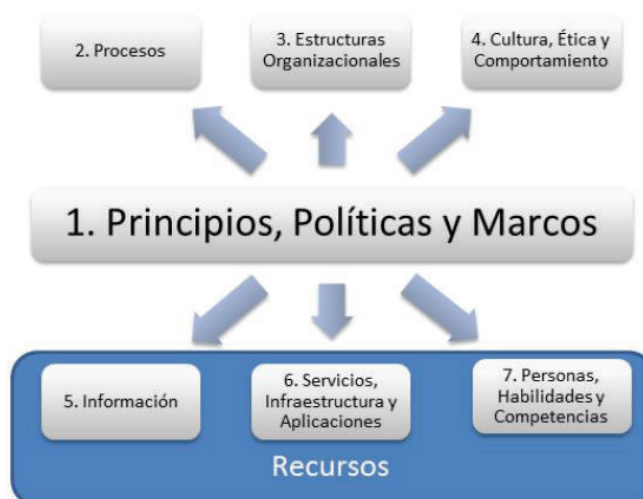 2. Procesos
3. Estructuras
Organizacionales
4. Cultura, Ética y
Comportamiento
1. Principios, Políticas y Marcos
5. Información
6. Servicios,
Infraestructura y
Aplicaciones
7. Personas,
Habilidades y
Competencias
Recursos